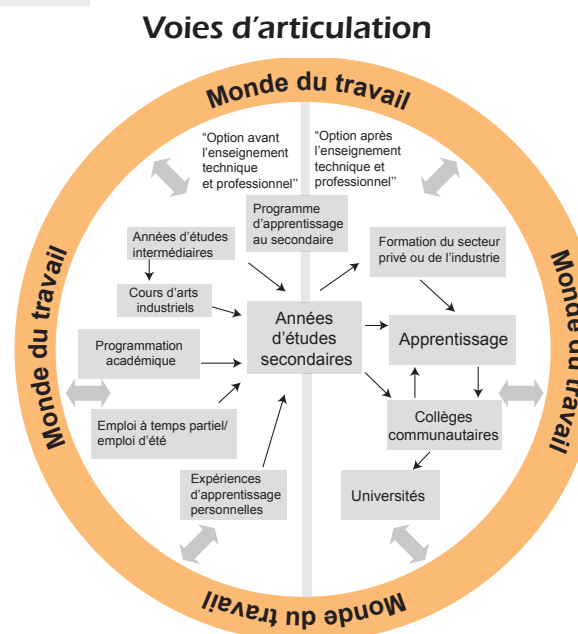 Voies d'articulation
Monde du travail
"Option avant
l'enseignement
technique
et professionnel"
"Option après
l'enseignement
technique et
professionnel"
Programme
d'apprentissage
au secondaire
Années d'études
intermédiaires
Formation du secteur
privé ou de l'industrie
Cours d'arts
industriels
Années
d'études
secondaires
Apprentissage
Programmation
académique
Monde du travail
Monde du travail
Emploi à temps partiel/
emploi d'été
Collèges
communautaires
Expériences
d'apprentissage
personnelles
Universités
Monde du travail